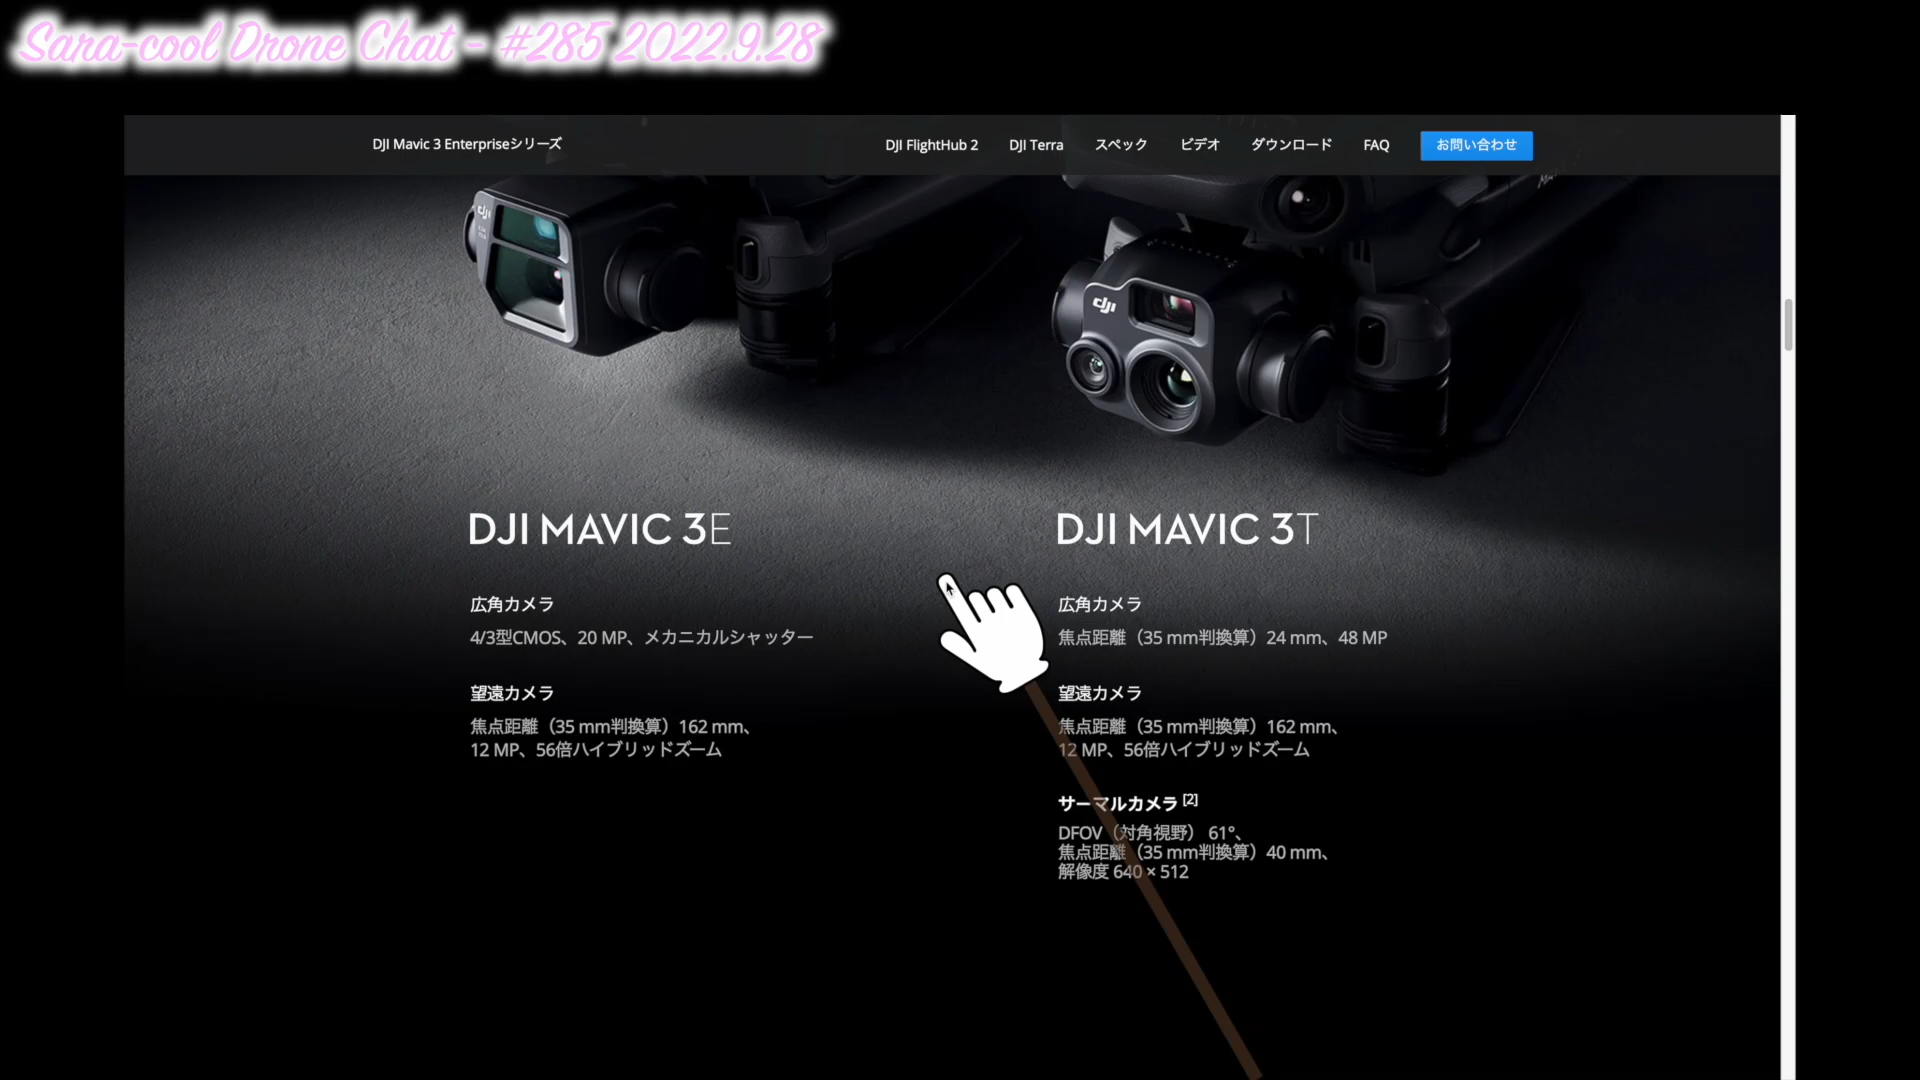 Sara-cool Drone Chat - #285 2022.9.28
DJI Mavic 3 Enterpriseシリーズ
DJI FlightHub 2
DJI Terra
スペック
ビデオ
ダウンロード
FAQ
お問い合わせ
dji
dji
DJI MAVIC 3E
広角カメラ
4/3型CMOS、20 MP、メカニカルシャッター
望遠カメラ
焦点距離（35 mm判換算）162 mm、
12 MP、56倍ハイブリッドズーム
DJI MAVIC 3T
広角カメラ
焦点距離（35 mm判換算）24 mm、48 MP
望遠カメラ
焦点距離（35 mm判換算）162 mm、
12 MP、56倍ハイブリッドズーム
サーマルカメラ [2]
DFOV（対角視野） 61°、
焦点距離（35 mm判換算）40 mm、
解像度 640 × 512